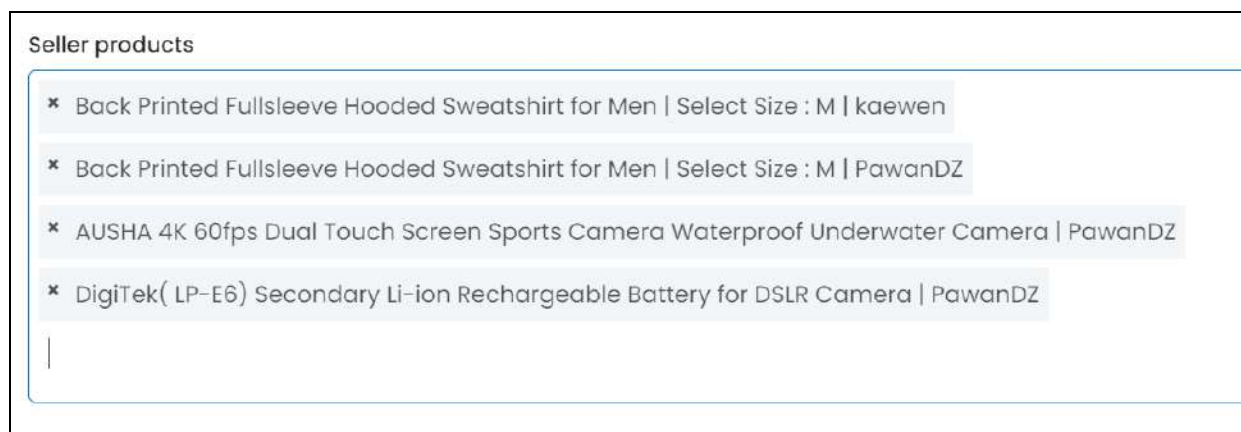 Seller products
× Back Printed Fullsleeve Hooded Sweatshirt for Men | Select Size : M | kaewen
× Back Printed Fullsleeve Hooded Sweatshirt for Men | Select Size : M | PawanDZ
× AUSHA 4K 60fps Dual Touch Screen Sports Camera Waterproof Underwater Camera | PawanDZ
× DigiTek( LP-E6) Secondary Li-ion Rechargeable Battery for DSLR Camera | PawanDZ